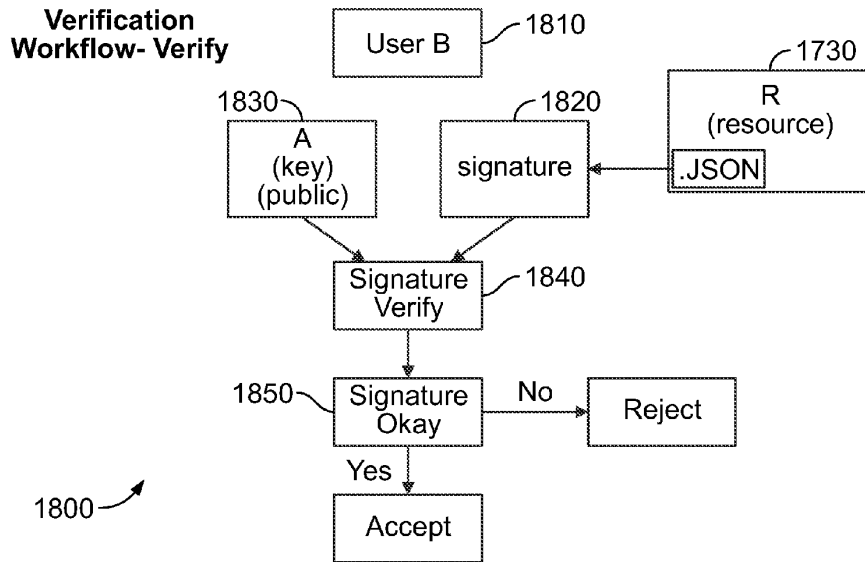 Verification
Workflow- Verify
User B
1810
1730
1830
1820
R
(resource)
A
(key)
(public)
signature
.JSON
Signature
Verify
1840
1850
Signature
Okay
No
Reject
Yes
1800
Accept